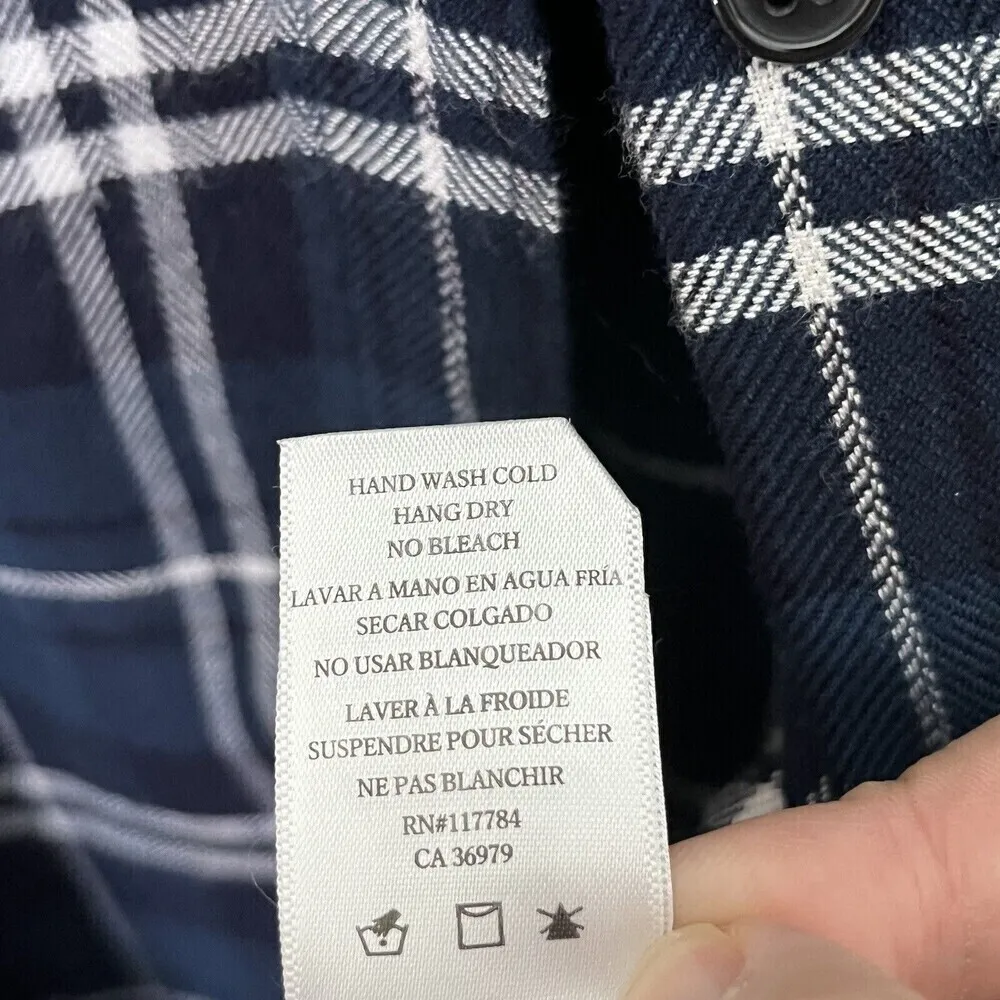 HAND WASH COLD
HANG DRY
NO BLEACH
LAVAR A MANO EN AGUA FRÍA
SECAR COLGADO
NO USAR BLANQUEADOR
LAVER À LA FROIDE
SUSPENDRE POUR SÉCHER
NE PAS BLANCHIR
RN#117784
CA 36979